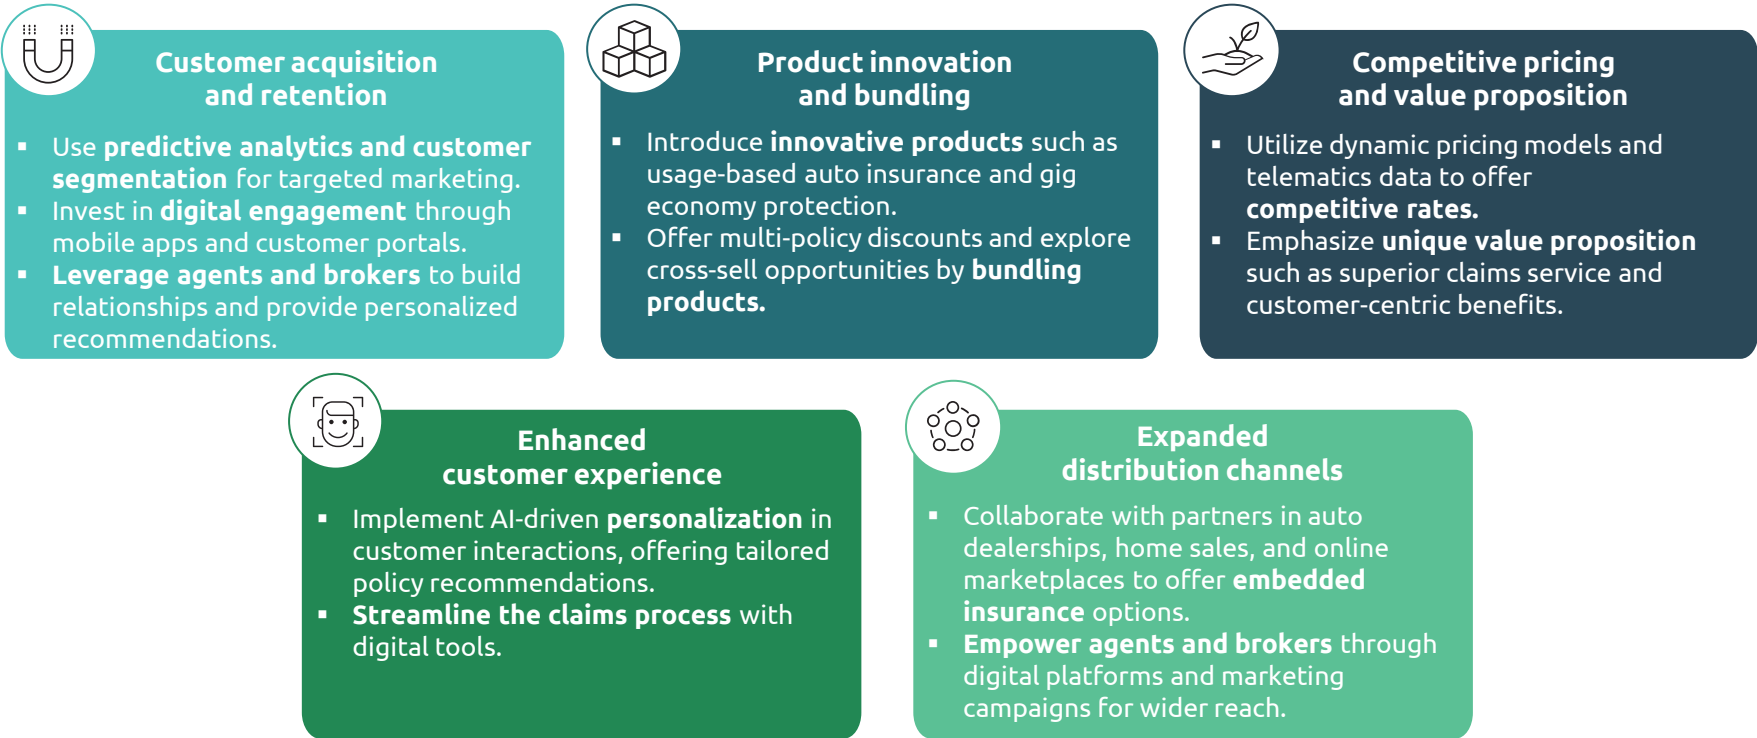 Customer acquisition
and retention
▪ Use predictive analytics and customer
segmentation for targeted marketing.
▪ Invest in digital engagement through
mobile apps and customer portals.
▪ Leverage agents and brokers to build
relationships and provide personalized
recommendations.
Product innovation
and bundling
▪ Introduce innovative products such as
usage-based auto insurance and gig
economy protection.
▪ Offer multi-policy discounts and explore
cross-sell opportunities by bundling
products.
Competitive pricing
and value proposition
▪ Utilize dynamic pricing models and
telematics data to offer
competitive rates.
▪ Emphasize unique value proposition
such as superior claims service and
customer-centric benefits.
Enhanced
customer experience
▪ Implement AI-driven personalization in
customer interactions, offering tailored
policy recommendations.
▪ Streamline the claims process with
digital tools.
Expanded
distribution channels
▪ Collaborate with partners in auto
dealerships, home sales, and online
marketplaces to offer embedded
insurance options.
▪ Empower agents and brokers through
digital platforms and marketing
campaigns for wider reach.